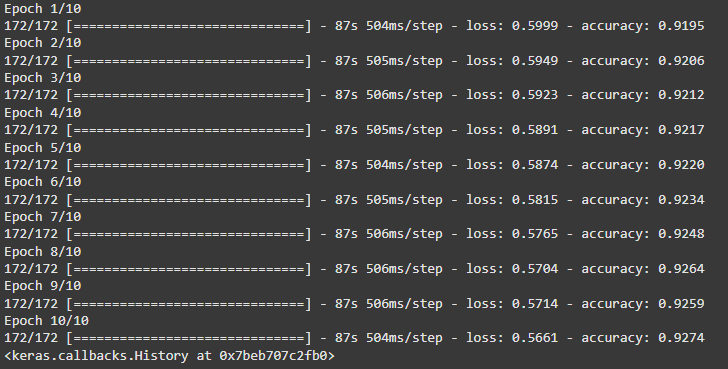 Epoch 1/10
172/172 [==============================] - 87s 504ms/step - loss: 0.5999 - accuracy: 0.9195
Epoch 2/10
172/172 [==============================] - 87s 505ms/step - loss: 0.5949 - accuracy: 0.9206
Epoch 3/10
172/172 [==============================] - 87s 506ms/step - loss: 0.5923 - accuracy: 0.9212
Epoch 4/10
172/172 [==============================] - 87s 505ms/step - loss: 0.5891 - accuracy: 0.9217
Epoch 5/10
172/172 [==============================] - 87s 504ms/step - loss: 0.5874 - accuracy: 0.9220
Epoch 6/10
172/172 [==============================] - 87s 505ms/step - loss: 0.5815 - accuracy: 0.9234
Epoch 7/10
172/172 [==============================] - 87s 506ms/step - loss: 0.5765 - accuracy: 0.9248
Epoch 8/10
172/172 [==============================] - 87s 506ms/step - loss: 0.5704 - accuracy: 0.9264
Epoch 9/10
172/172 [==============================] - 87s 506ms/step - loss: 0.5714 - accuracy: 0.9259
Epoch 10/10
172/172 [==============================] - 87s 504ms/step - loss: 0.5661 - accuracy: 0.9274
<keras.callbacks.History at 0x7beb707c2fb0>